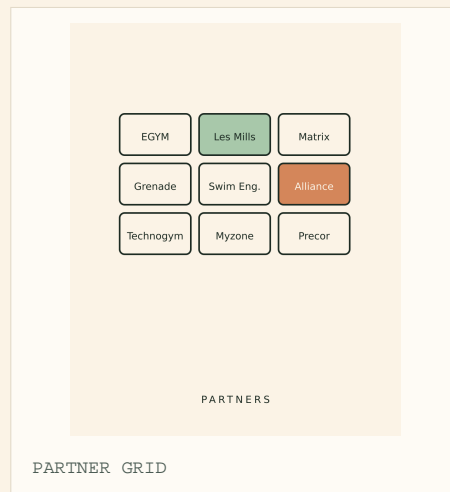 EGYM Les Mills Matrix
Grenade Swim Eng. Alliance
Technogym Myzone Precor
PARTNERS
PARTNER GRID